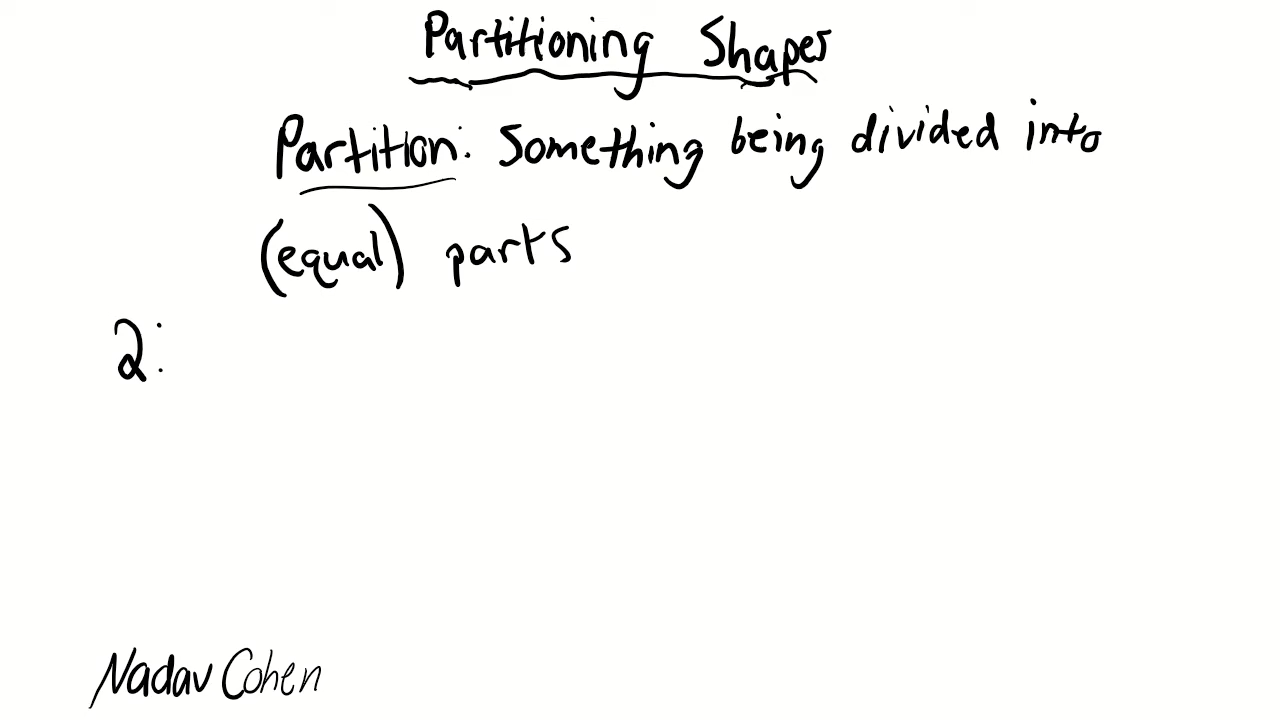 Partitioning Shapes
Partition: Something being divided into
(equal) parts
2:
Nadav Cohen